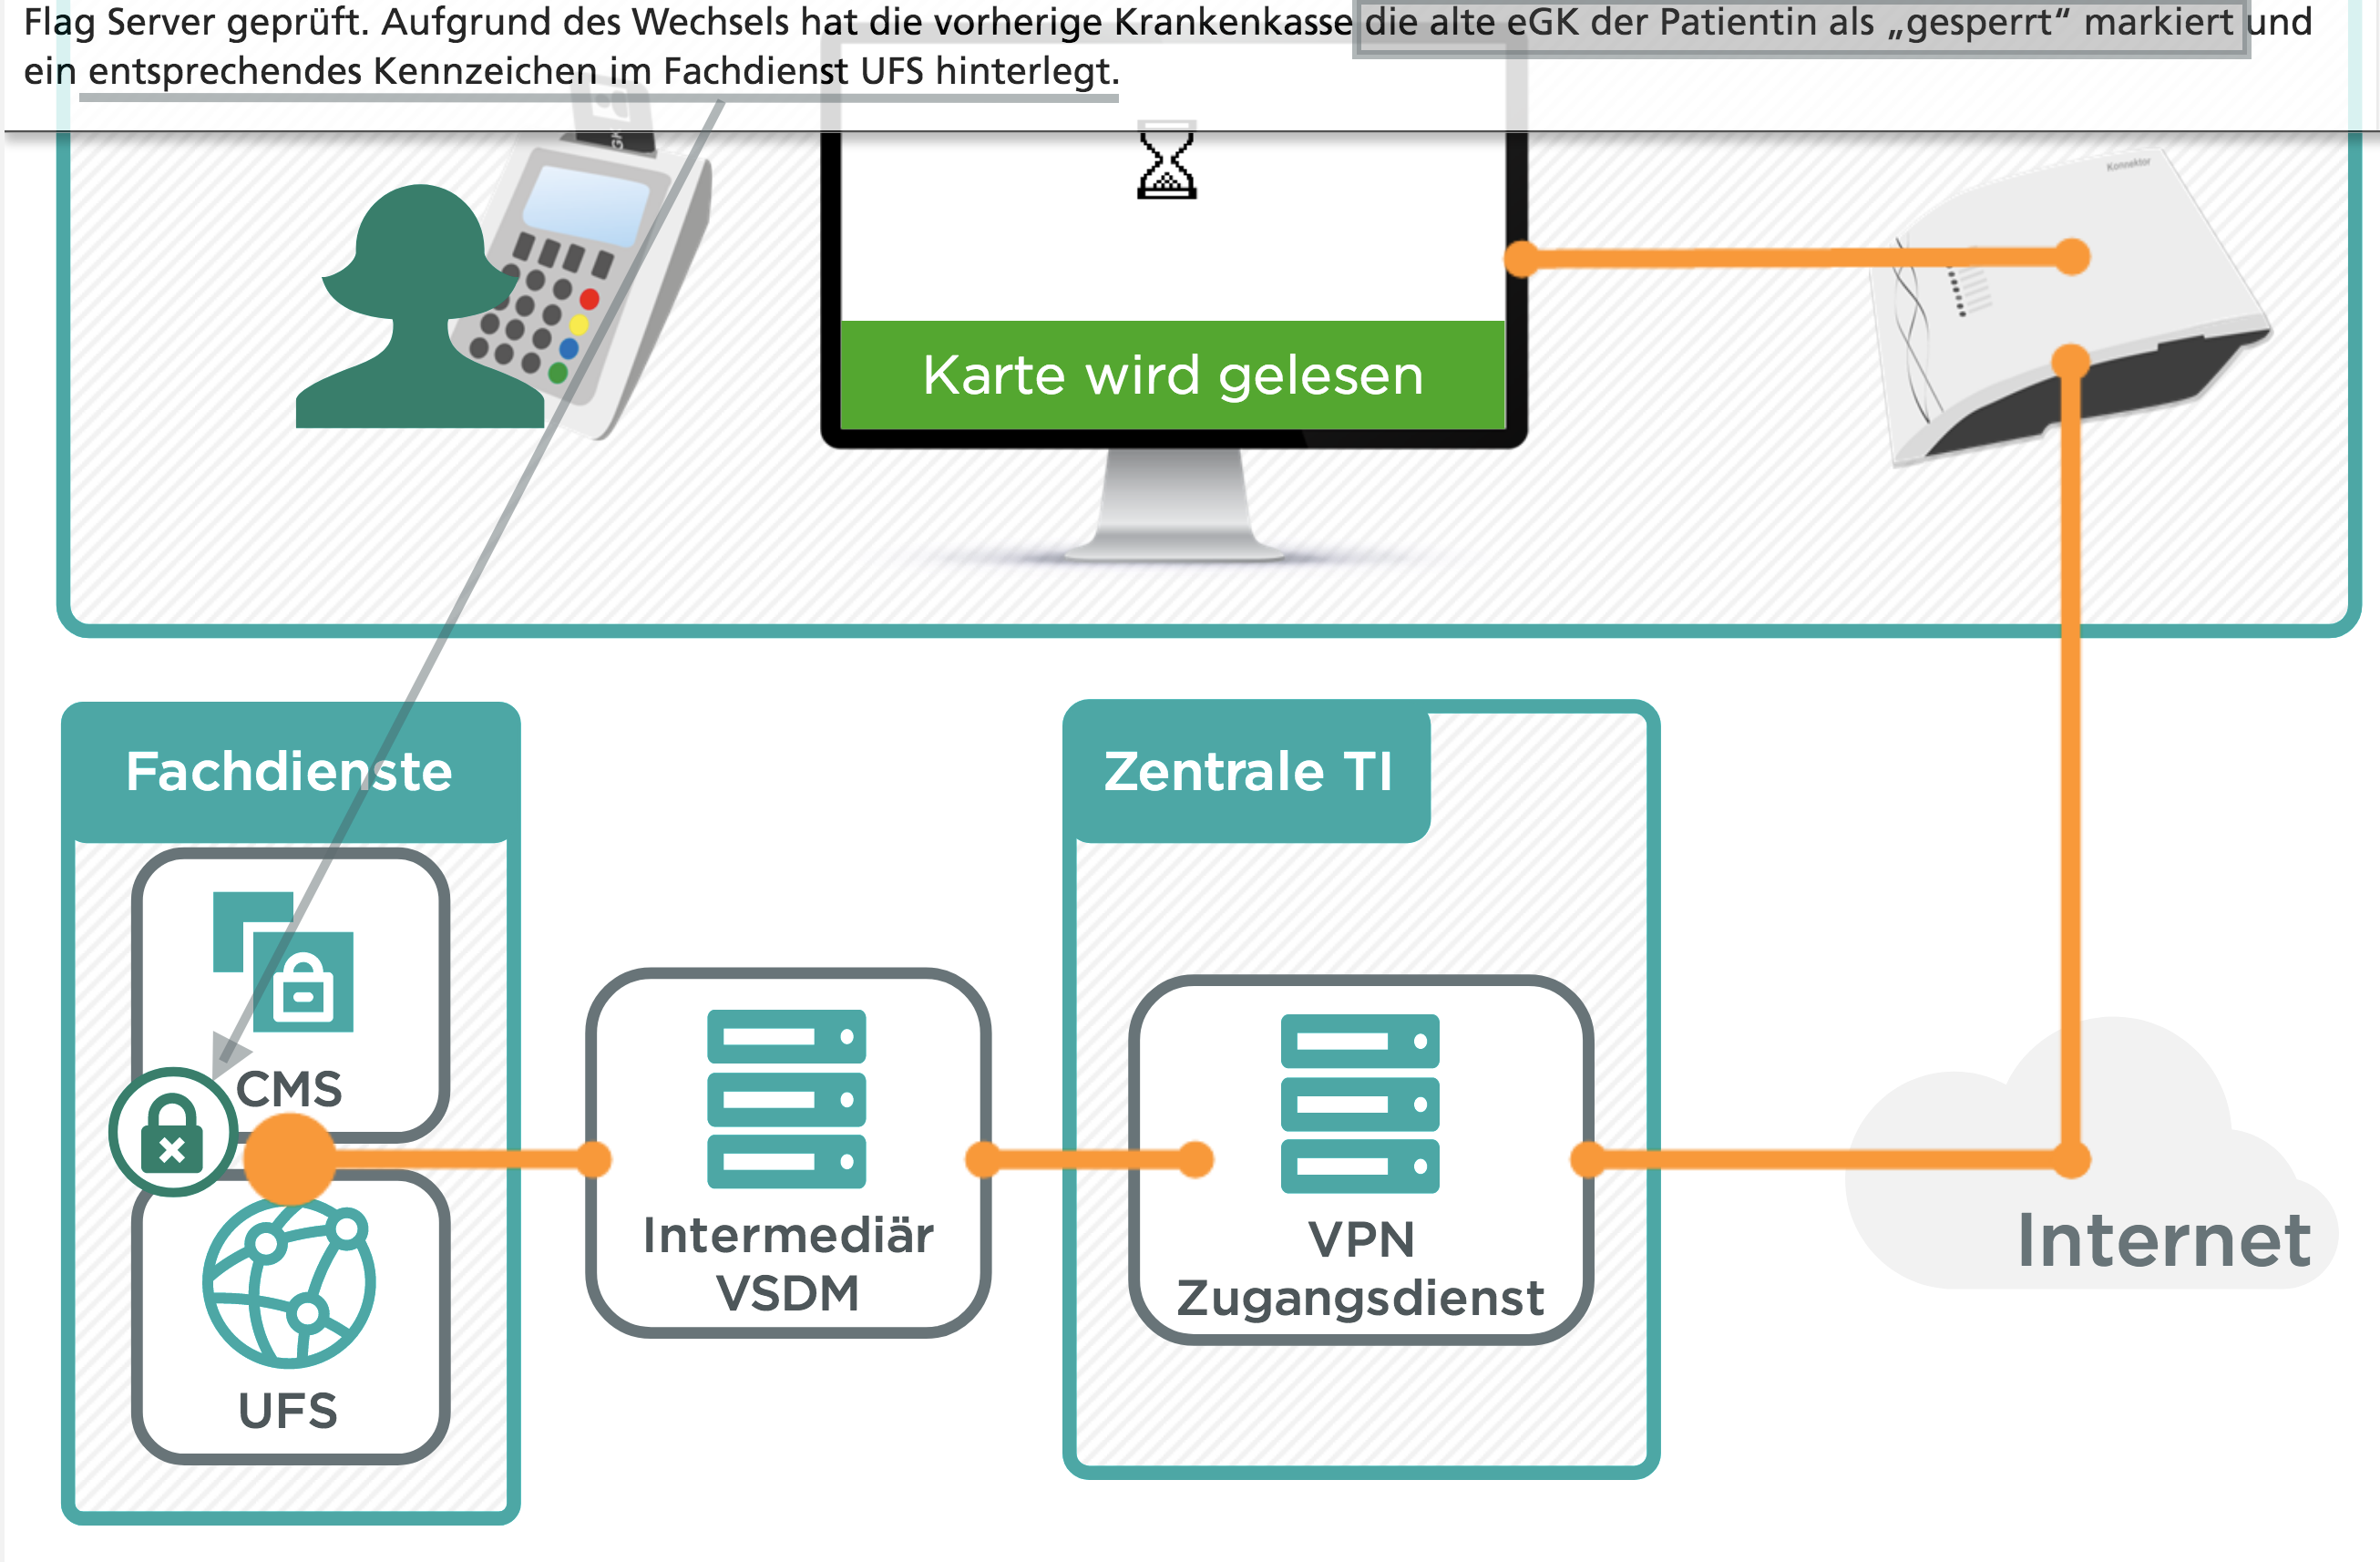 Flag Server geprüft. Aufgrund des Wechsels hat die vorherige Krankenkasse die alte eGK der Patientin als „gesperrt“ markiert und
ein entsprechendes Kennzeichen im Fachdienst UFS hinterlegt.
Konnektor
Karte wird gelesen
Fachdienste
Zentrale TI
CMS
Intermediär
VSDM
VPN
Zugangsdienst
Internet
UFS